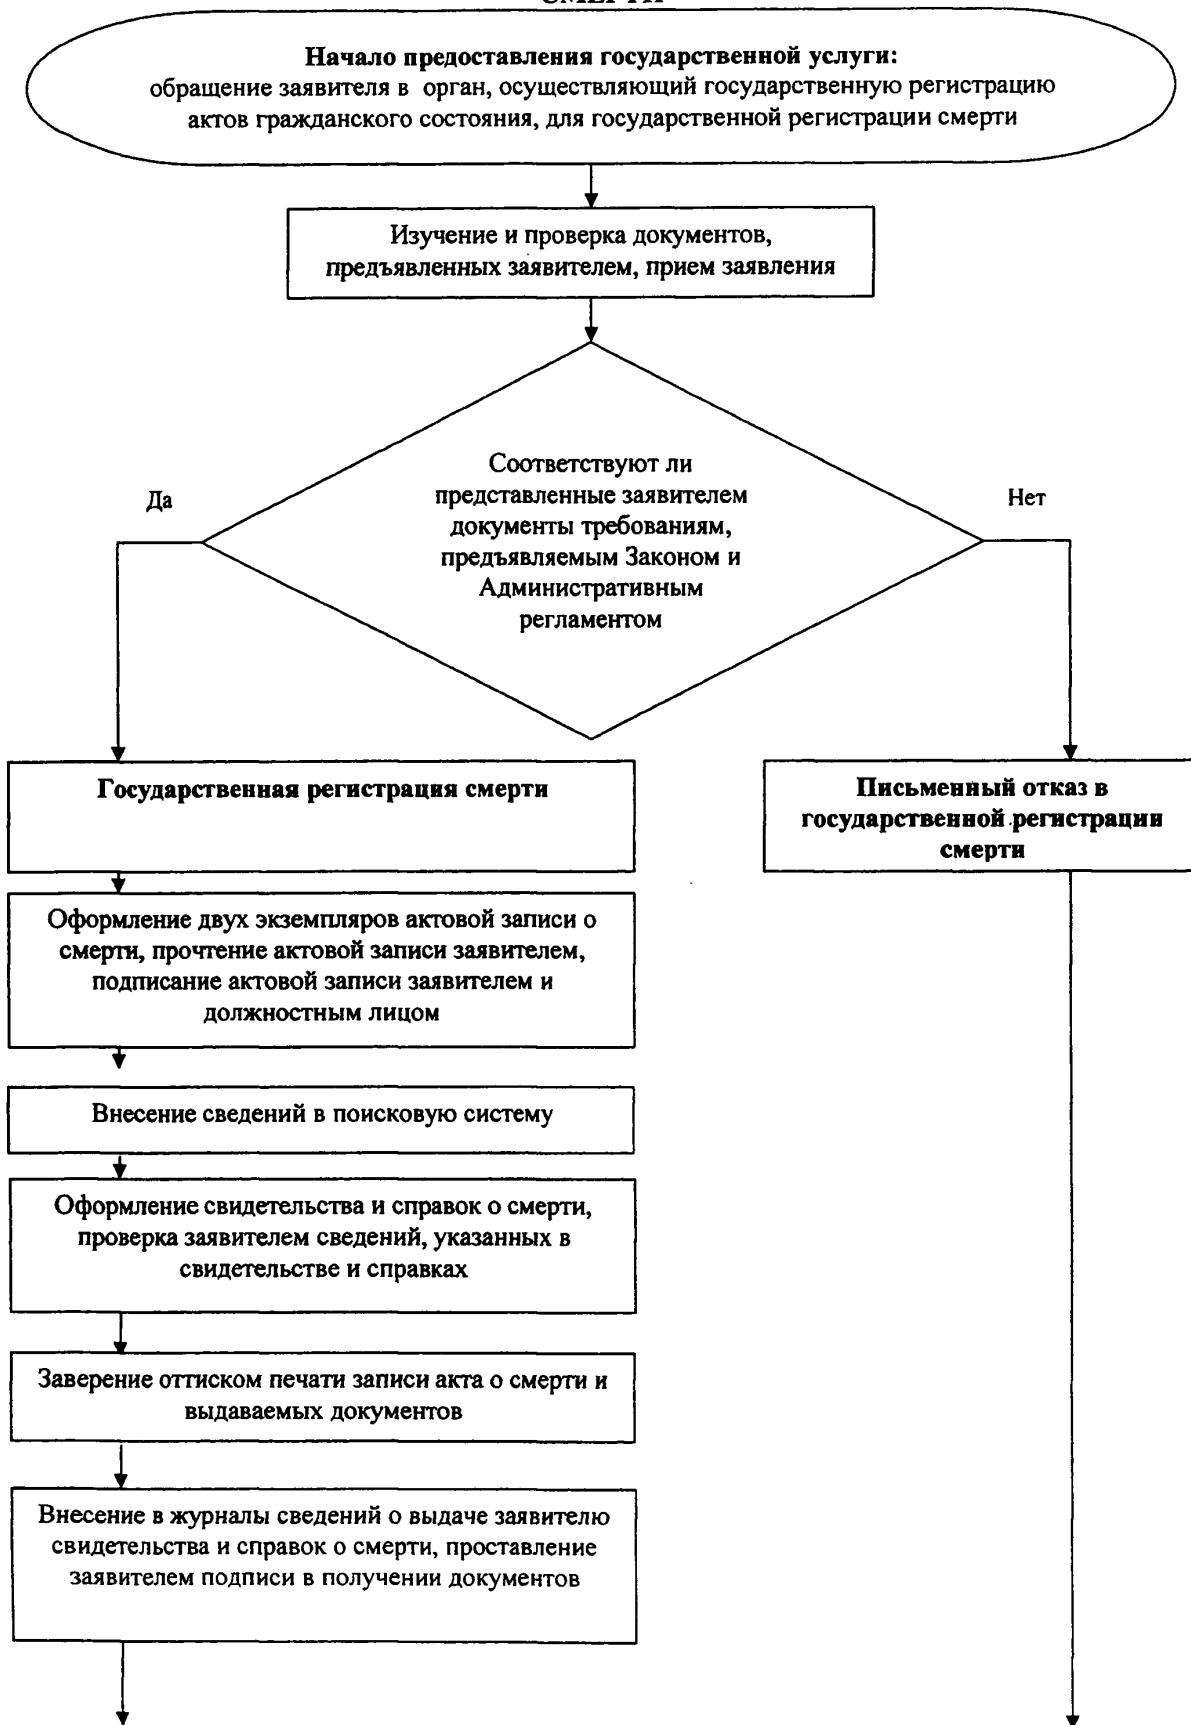 Начало предоставления государственной услуги:
обращение заявителя в орган, осуществляющий государственную регистрацию
актов гражданского состояния, для государственной регистрации смерти
Изучение и проверка документов,
предъявленных заявителем, прием заявления
Соответствуют ли
представленные заявителем
документы требованиям,
предъявляемым Законом и
Административным
регламентом
Да
Нет
Государственная регистрация смерти
Письменный отказ в
государственной регистрации
смерти
Оформление двух экземпляров актовой записи о
смерти, прочтение актовой записи заявителем,
подписание актовой записи заявителем и
должностным лицом
Внесение сведений в поисковую систему
Оформление свидетельства и справок о смерти,
проверка заявителем сведений, указанных в
свидетельстве и справках
Заверение оттиском печати записи акта о смерти и
выдаваемых документов
Внесение в журналы сведений о выдаче заявителю
свидетельства и справок о смерти, проставление
заявителем подписи в получении документов